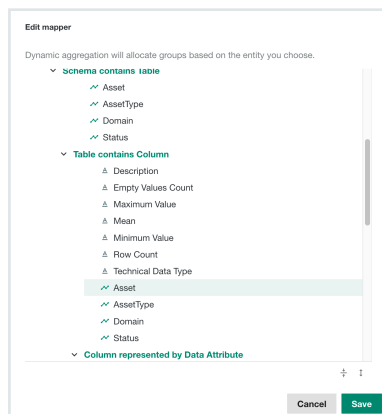 Edit mapper
Dynamic aggregation will allocate groups based on the entity you choose.
Schema contains Table
Asset
AssetType
Domain
Status
Table contains Column
Description
Empty Values Count
Maximum Value
Mean
Minimum Value
Row Count
Technical Data Type
Asset
AssetType
Domain
Status
Column represented by Data Attribute
Cancel Save